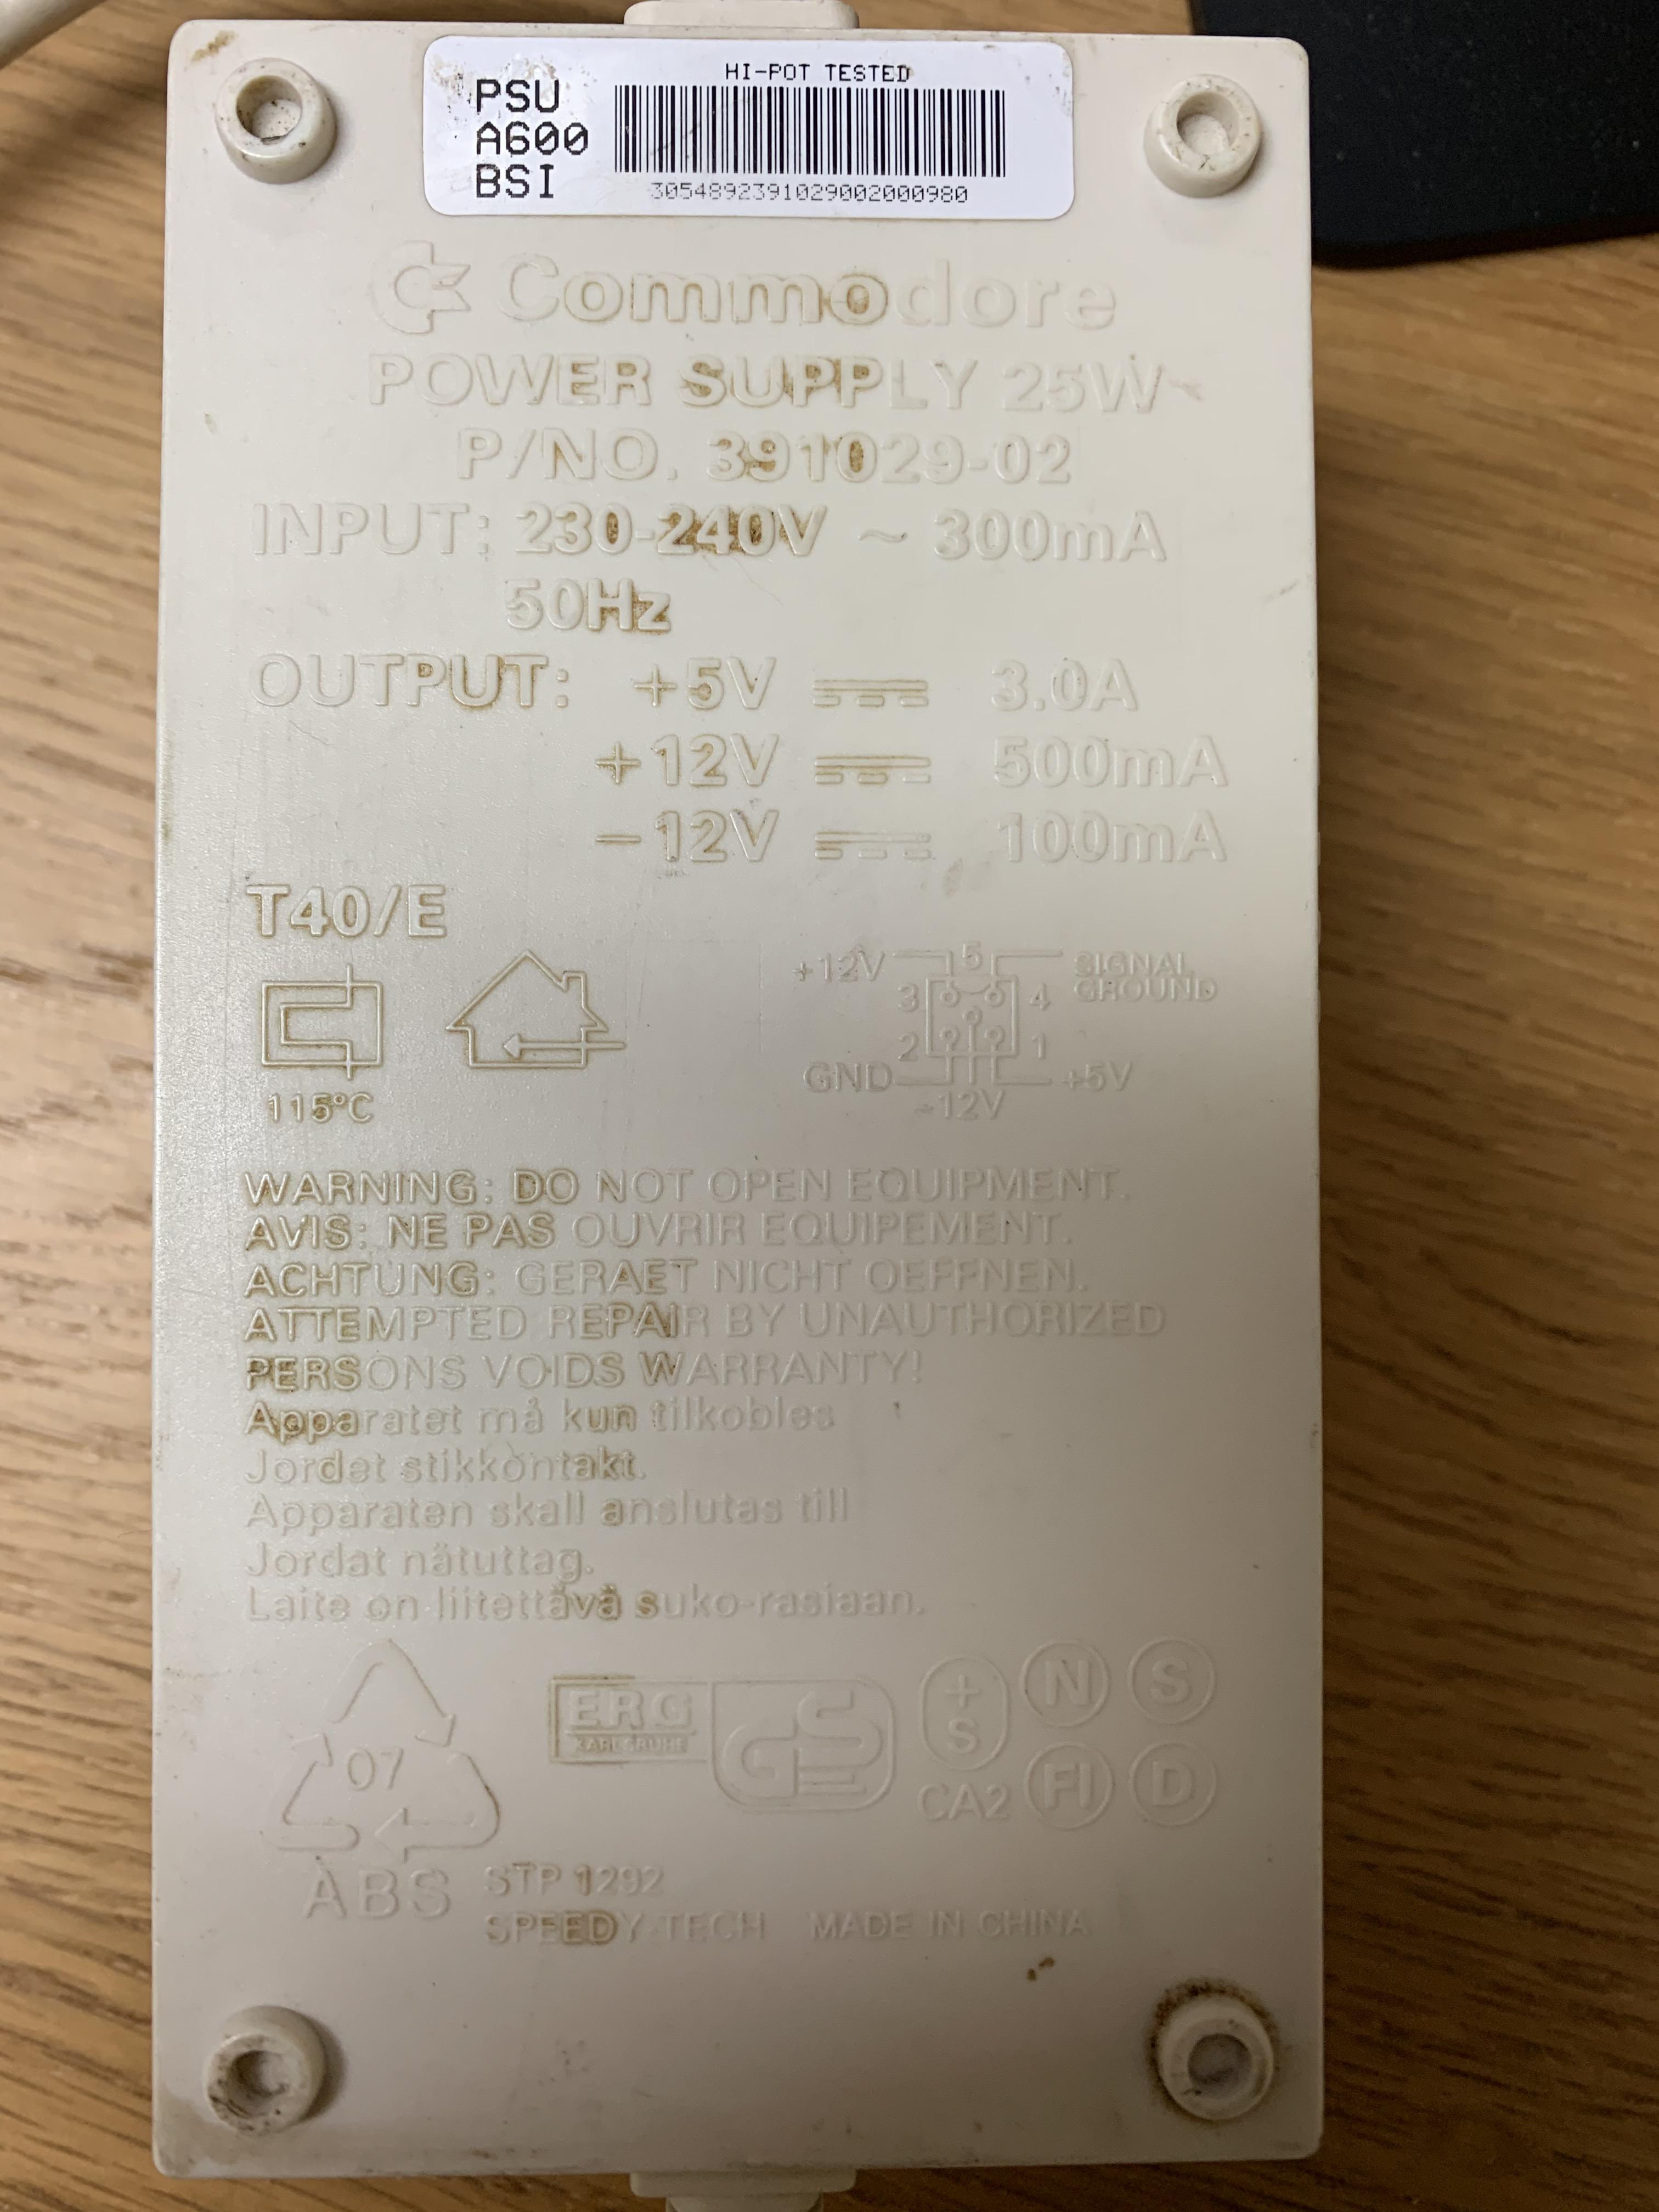 HI-POT TESTED
PSU
A600
BSI
3054892391029002000980
Commodore
POWER SUPPLY 25W
P/NO. 391029-02
INPUT: 230-240V ~ 300mA
50Hz
OUTPUT: +5V ⎓ 3.0A
+12V ⎓ 500mA
-12V ⎓ 100mA
T40/E
115°C
+12V 5 SIGNAL
GROUND
3 4
2 1
GND +5V
-12V
WARNING: DO NOT OPEN EQUIPMENT.
AVIS: NE PAS OUVRIR EQUIPEMENT.
ACHTUNG: GERAET NICHT OEFFNEN.
ATTEMPTED REPAIR BY UNAUTHORIZED
PERSONS VOIDS WARRANTY!
Apparatet må kun tilkobles
Jordet stikkontakt.
Apparaten skall anslutas till
Jordat nätuttag.
Laite on liitettävä suko-rasiaan.
07
ABS
ERG
KARLSRUHE
GS
+
S
N S
CA2 FI D
STP 1292
SPEEDY-TECH MADE IN CHINA